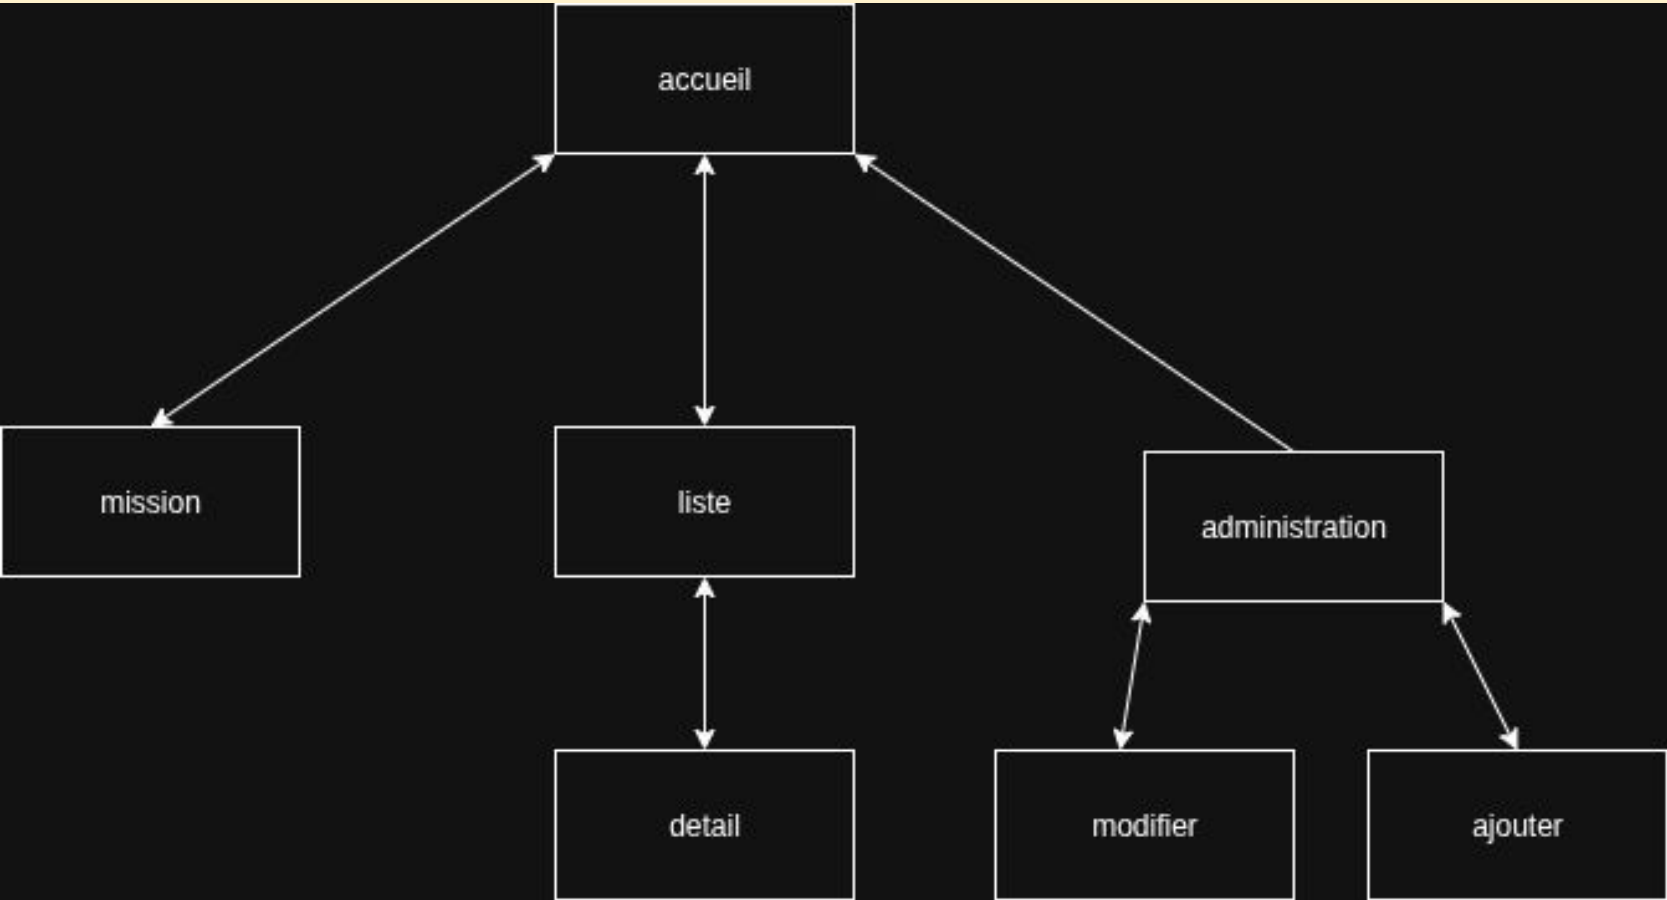 accueil
mission
liste
administration
detail
modifier
ajouter